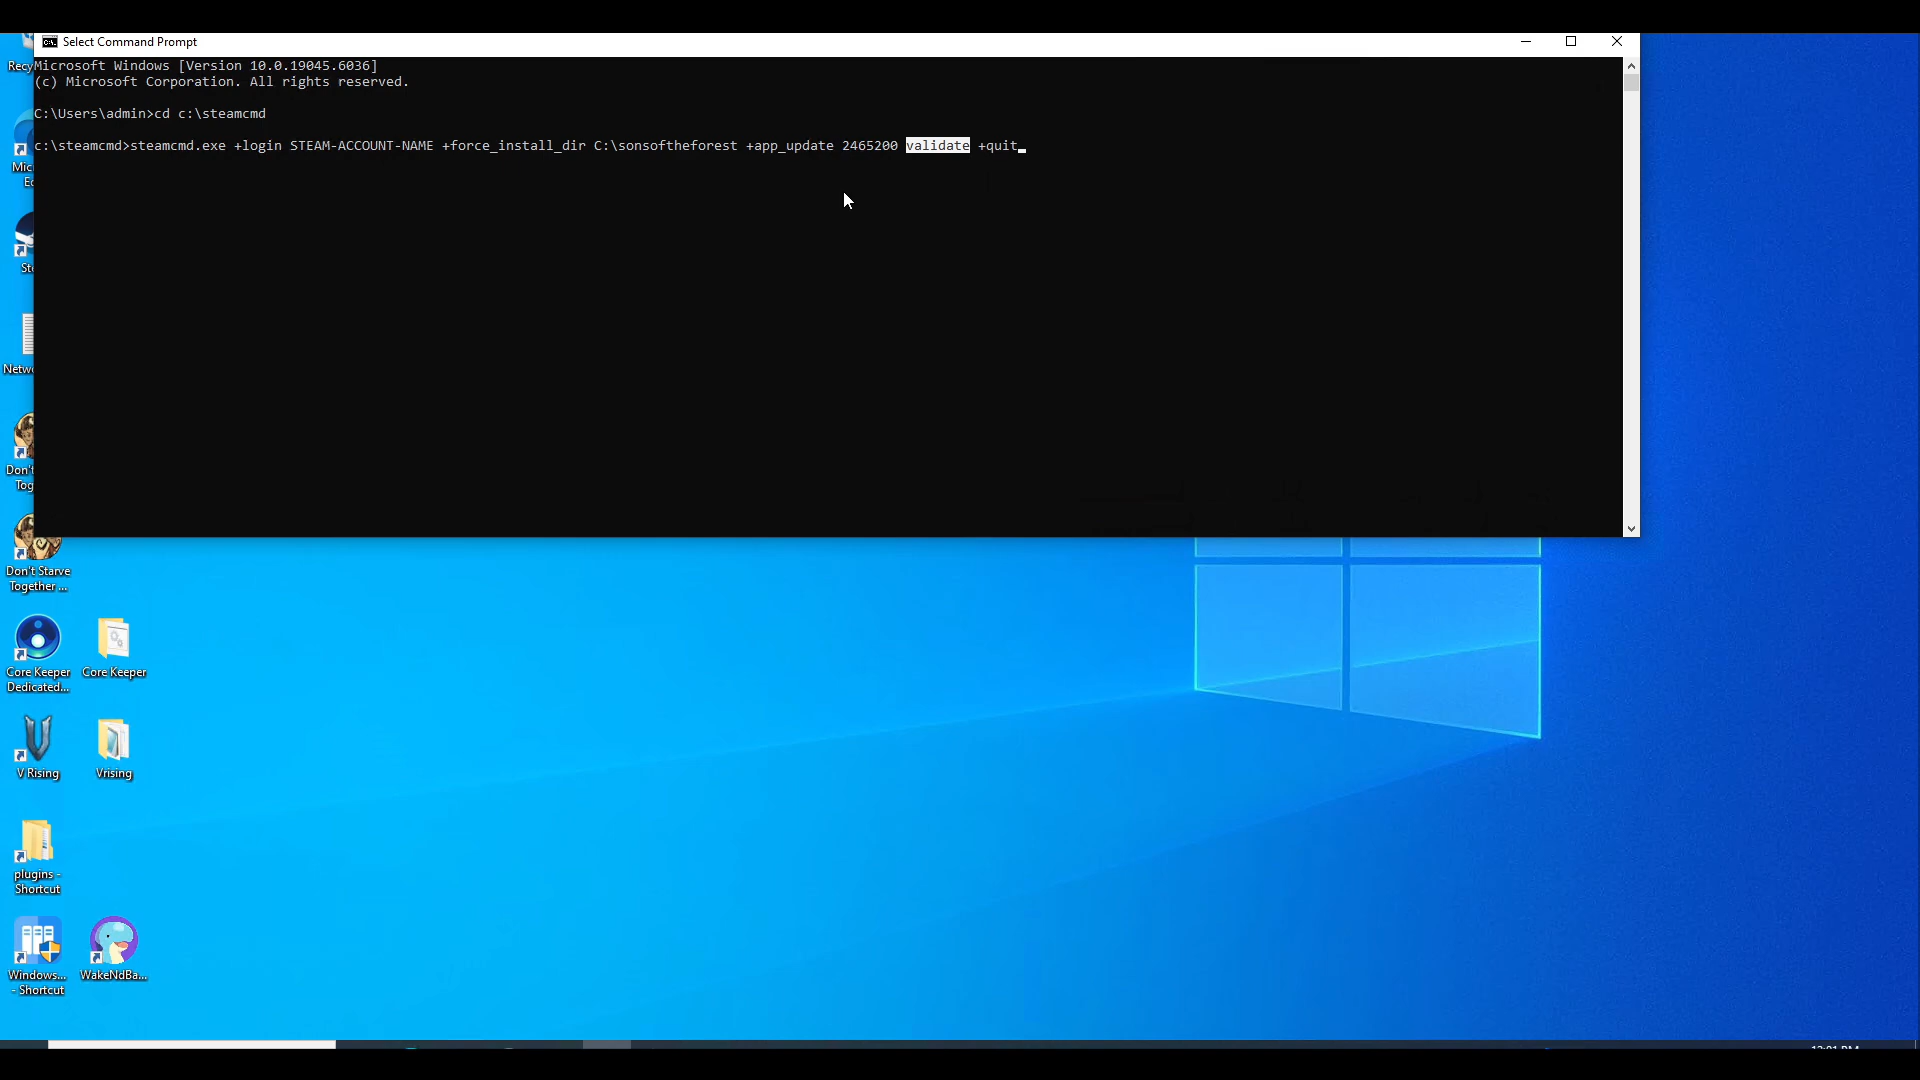 Select Command Prompt
Microsoft Windows [Version 10.0.19045.6036]
(c) Microsoft Corporation. All rights reserved.
C:\Users\admin>cd c:\steamcmd
c:\steamcmd>steamcmd.exe +login STEAM-ACCOUNT-NAME +force_install_dir C:\sonsoftheforest +app_update 2465200 validate +quit
Recy
Mic
Ed
Ste
Netw
Don'
Tog
Don't Starve
Together ...
Core Keeper
Dedicated...
Core Keeper
V Rising
Vrising
plugins -
Shortcut
Windows...
- Shortcut
WakeNdBa...